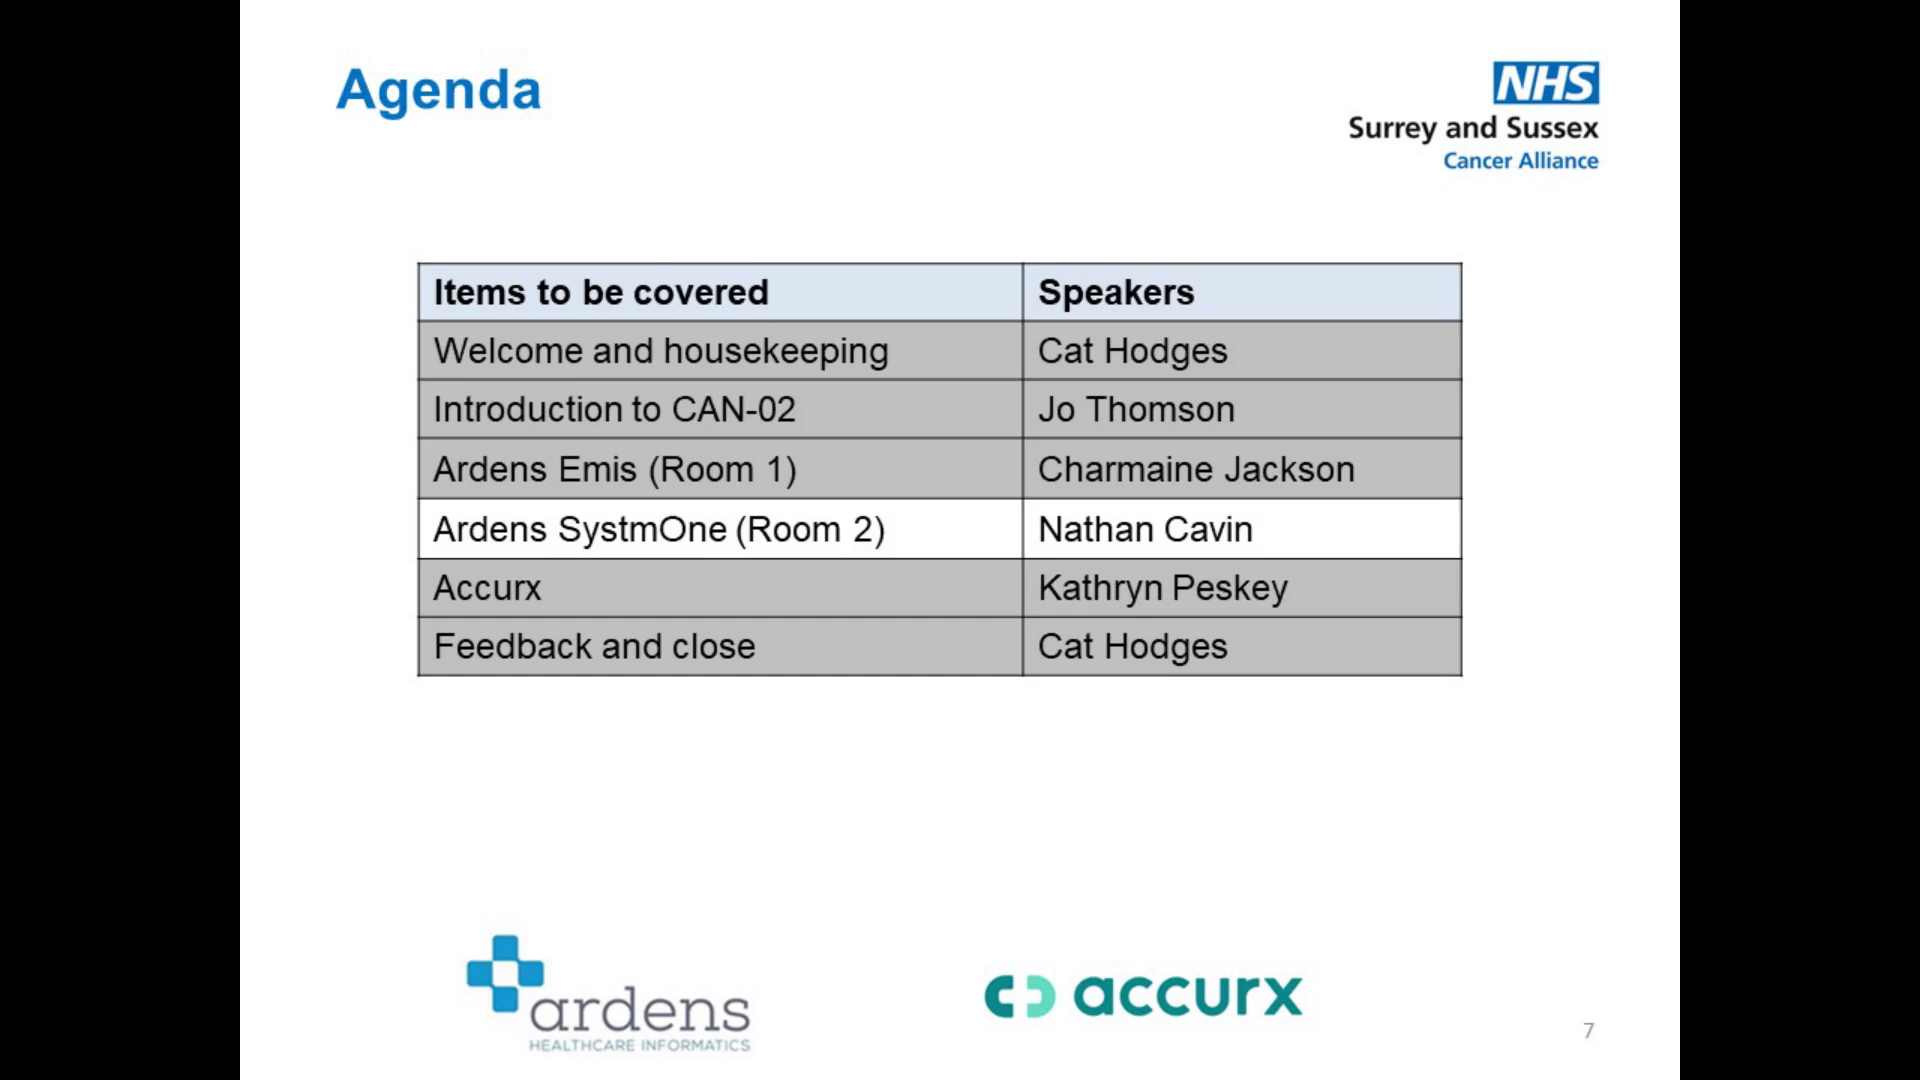 Agenda
NHS
Surrey and Sussex
Cancer Alliance
Items to be covered Speakers
Welcome and housekeeping Cat Hodges
Introduction to CAN-02 Jo Thomson
Ardens Emis (Room 1) Charmaine Jackson
Ardens SystmOne (Room 2) Nathan Cavin
Accurx Kathryn Peskey
Feedback and close Cat Hodges
ardens
HEALTHCARE INFORMATICS
accurx
7